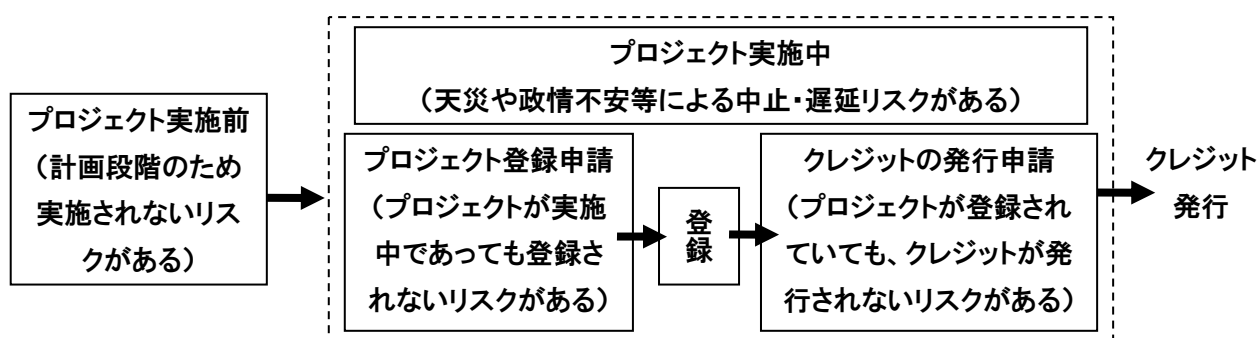 プロジェクト実施中
（天災や政情不安等による中止・遅延リスクがある）
プロジェクト実施前
（計画段階のため
実施されないリス
クがある）
プロジェクト登録申請
（プロジェクトが実施
中であっても登録さ
れないリスクがある）
登
録
クレジットの発行申請
（プロジェクトが登録され
ていても、クレジットが発
行されないリスクがある）
クレジット
発行